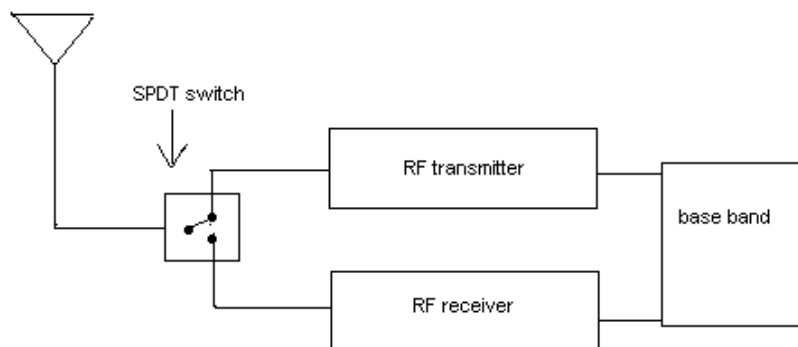 SPDT switch
RF transmitter
base band
RF receiver